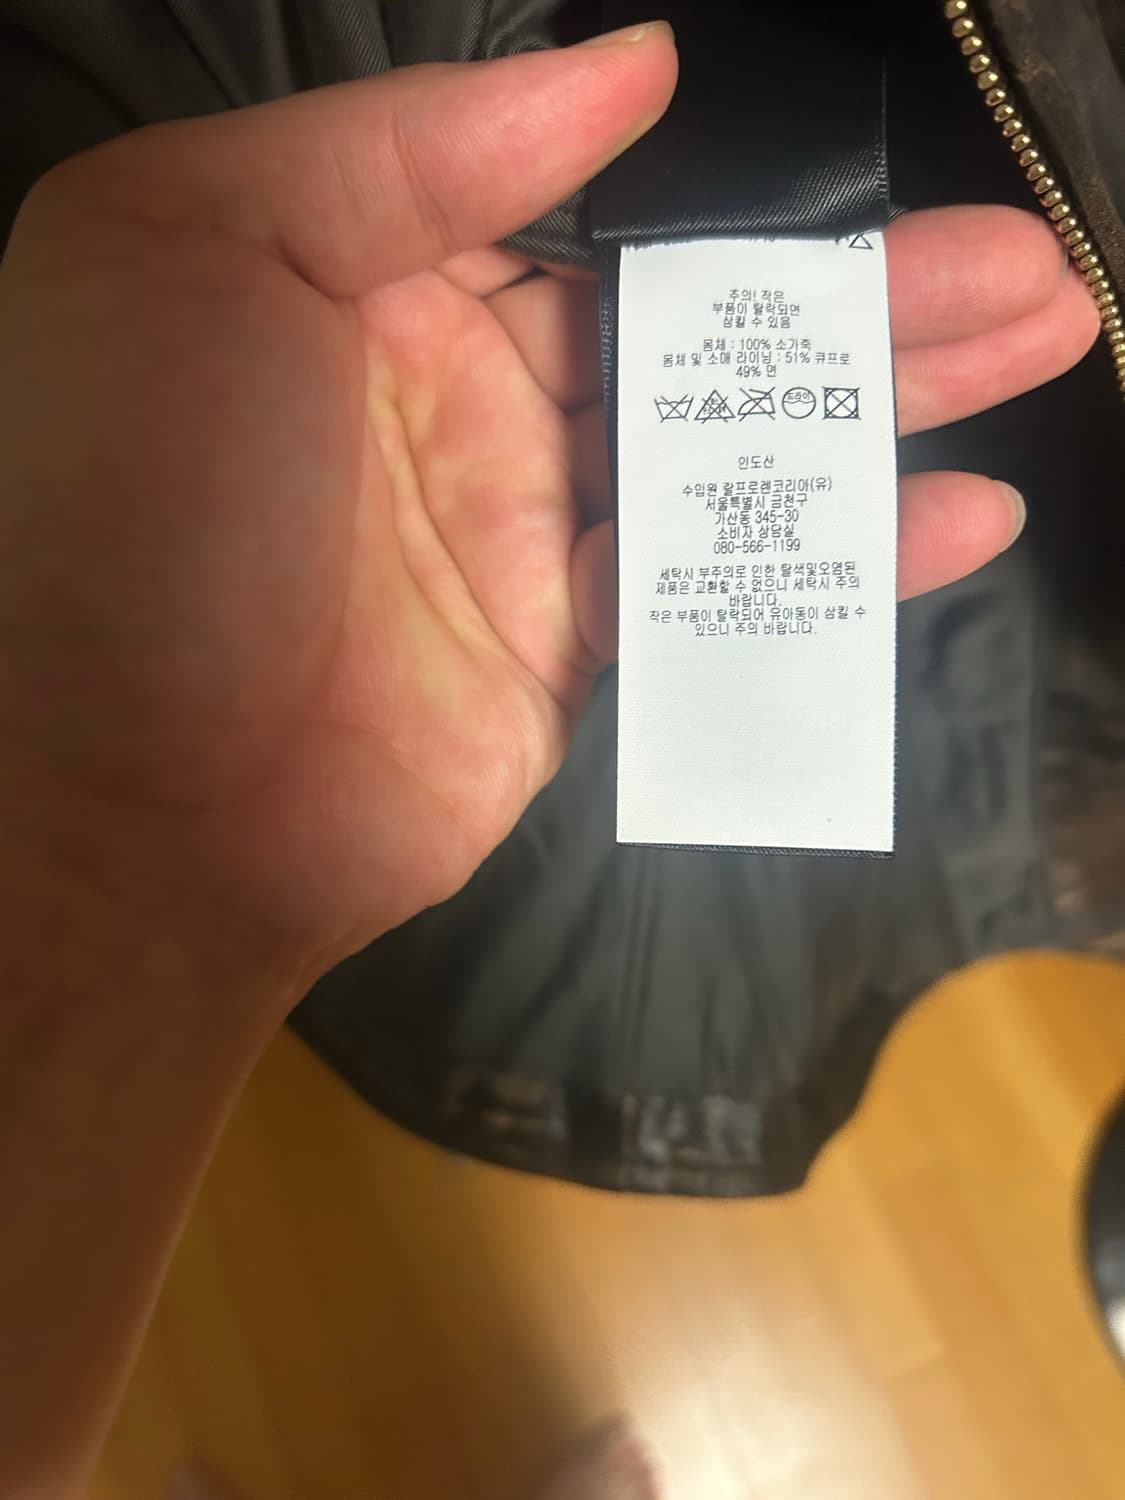 주의! 작은
부품이 탈락되면
삼킬 수 있음
몸체 : 100% 소가죽
몸체 및 소매 라이닝 : 51% 큐프로
49% 면
드라이
인도산
수입원 랄프로렌코리아(유)
서울특별시 금천구
가산동 345-30
소비자 상담실
080-566-1199
세탁시 부주의로 인한 탈색및오염된
제품은 교환할 수 없으니 세탁시 주의
바랍니다.
작은 부품이 탈락되어 유아동이 삼킬 수
있으니 주의 바랍니다.